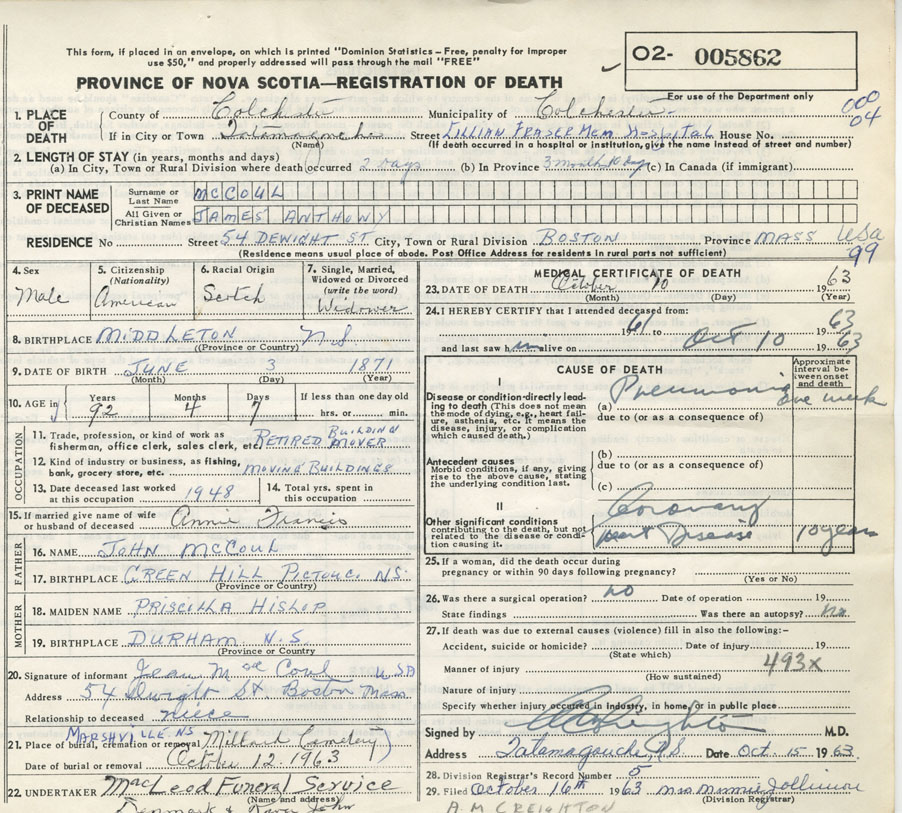 This form, if placed in an envelope, on which is printed "Dominion Statistics – Free, penalty for improper
use $50," and properly addressed will pass through the mail "FREE"
O2- 005862
PROVINCE OF NOVA SCOTIA—REGISTRATION OF DEATH
For use of the Department only
000
04
1. PLACE OF DEATH
County of Colchester Municipality of Colchester
If in City or Town Tatamagouche Street LILLIAN FRASER MEM. HOSPITAL House No.
(Name) (If death occurred in a hospital or institution, give the name instead of street and number)
2. LENGTH OF STAY (in years, months and days)
(a) In City, Town or Rural Division where death occurred 2 days (b) In Province 3 month 10 day (c) In Canada (if immigrant)
3. PRINT NAME OF DECEASED
Surname or Last Name MCCOUL
All Given or Christian Names JAMES ANTHONY
RESIDENCE No Street 54 DEWIGHT ST. City, Town or Rural Division BOSTON Province MASS USA
99
(Residence means usual place of abode. Post Office Address for residents in rural parts not sufficient)
4. Sex
Male
5. Citizenship
(Nationality)
American
6. Racial Origin
Scotch
7. Single, Married,
Widowed or Divorced
(write the word)
Widower
8. BIRTHPLACE MIDDLETON N.S.
(Province or Country)
9. DATE OF BIRTH JUNE 3 1871
(Month) (Day) (Year)
10. AGE in
Years Months Days If less than one day old
92 4 7 hrs. or min.
OCCUPATION
11. Trade, profession, or kind of work as
fisherman, office clerk, sales clerk, etc. RETIRED BUILDING MOVER
12. Kind of industry or business, as fishing,
bank, grocery store, etc. MOVING BUILDINGS
13. Date deceased last worked
at this occupation 1948
14. Total yrs. spent in
this occupation
15. If married give name of wife
or husband of deceased Annie Francis
FATHER
16. NAME JOHN MCCOUL
17. BIRTHPLACE GREEN HILL PICTOU C. NS.
(Province or Country)
MOTHER
18. MAIDEN NAME PRISCILLA HISLOP
19. BIRTHPLACE DURHAM N.S.
(Province or Country)
20. Signature of informant Jean MacCoul USA
Address 54 Dwight St Boston Mass.
Relationship to deceased niece
MARSHVILLE NS
21. Place of burial, cremation or removal Cemetery
Date of burial or removal October 12. 1963
22. UNDERTAKER MacLeod Funeral Service
(Name and address)
Denmark & River John
MEDICAL CERTIFICATE OF DEATH
23. DATE OF DEATH October 10 63
(Month) (Day) (Year)
24. I HEREBY CERTIFY that I attended deceased from:
1961 to Oct 10 1963
and last saw him alive on 1963
CAUSE OF DEATH
Approximate
interval be-
tween onset
and death
I
Disease or condition directly lead-
ing to death (This does not mean
the mode of dying, e.g., heart fail-
ure, asthenia, etc. It means the
disease, injury, or complication
which caused death.)
(a) Pneumonia one week
due to (or as a consequence of)
Antecedent causes
Morbid conditions, if any, giving
rise to the above cause, stating
the underlying condition last.
(b)
due to (or as a consequence of)
(c)
II
Other significant conditions
contributing to the death, but not
related to the disease or condi-
tion causing it.
Coronary
Heart Disease 10 years
25. If a woman, did the death occur during
pregnancy or within 90 days following pregnancy?
(Yes or No)
26. Was there a surgical operation? no Date of operation 19
State findings Was there an autopsy? no
27. If death was due to external causes (violence) fill in also the following:–
Accident, suicide or homicide? Date of injury 19
(State which)
493x
Manner of injury
(How sustained)
Nature of injury
Specify whether injury occurred in industry, in home, or in public place
Signed by A M Creighton M.D.
Address Tatamagouche, N.S. Date Oct. 15 1963
28. Division Registrar's Record Number 5
29. Filed October 16th 1963 Minnie
(Division Registrar)
A M CREIGHTON